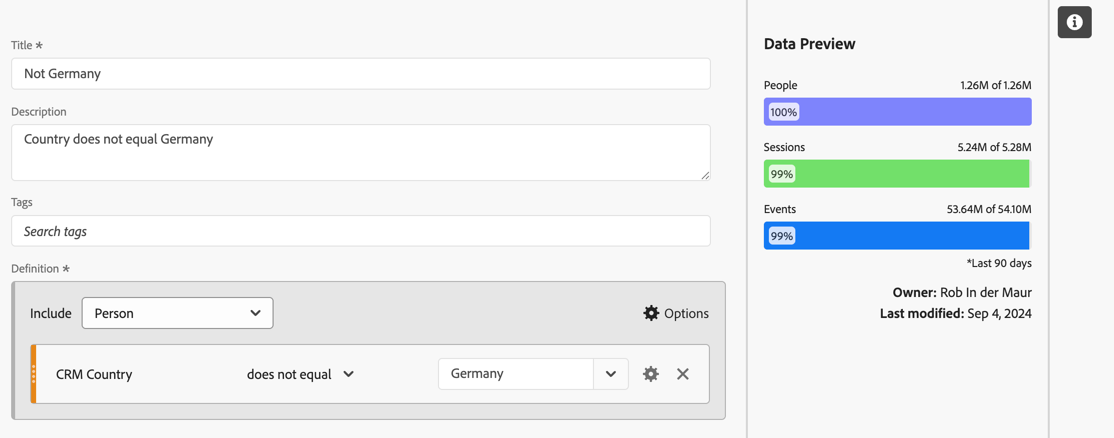 Title *
Not Germany
Description
Country does not equal Germany
Tags
Search tags
Definition *
Include Person Options
CRM Country does not equal Germany
Data Preview
People 1.26M of 1.26M
100%
Sessions 5.24M of 5.28M
99%
Events 53.64M of 54.10M
99%
*Last 90 days
Owner: Rob In der Maur
Last modified: Sep 4, 2024